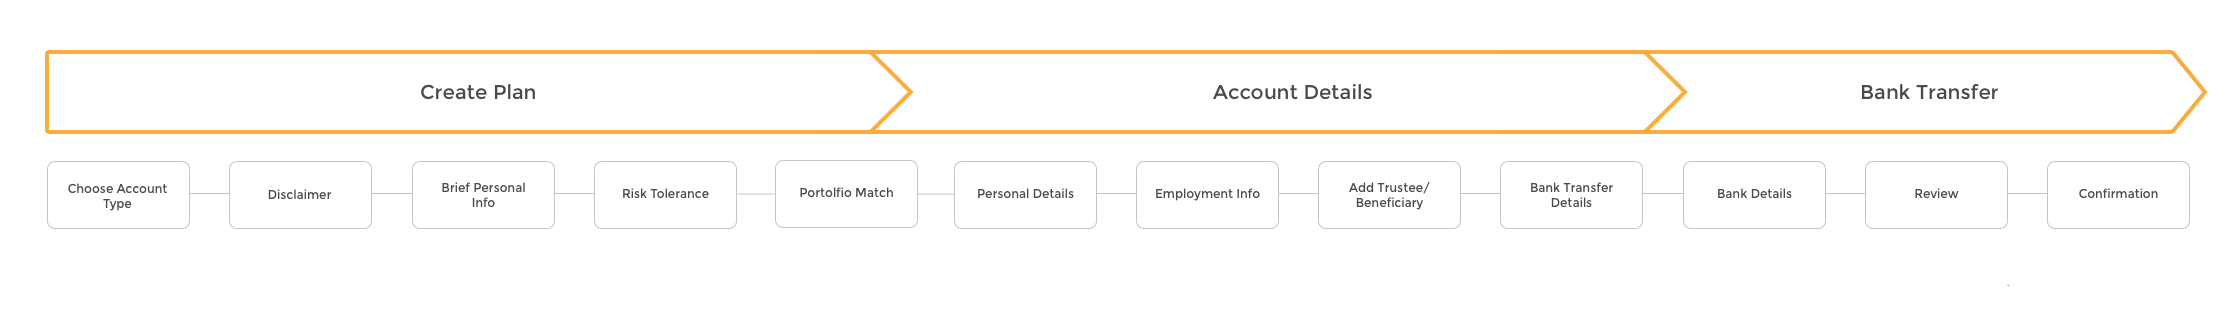 Create Plan
Account Details
Bank Transfer
Choose Account
Type
Disclaimer
Brief Personal
Info
Risk Tolerance
Portolfio Match
Personal Details
Employment Info
Add Trustee/
Beneficiary
Bank Transfer
Details
Bank Details
Review
Confirmation